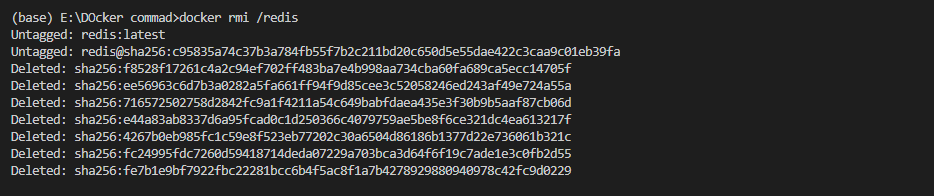 (base) E:\DOcker commad>docker rmi /redis
Untagged: redis:latest
Untagged: redis@sha256:c95835a74c37b3a784fb55f7b2c211bd20c650d5e55dae422c3caa9c01eb39fa
Deleted: sha256:f8528f17261c4a2c94ef702ff483ba7e4b998aa734cba60fa689ca5ecc14705f
Deleted: sha256:ee56963c6d7b3a0282a5fa661ff94f9d85cee3c52058246ed243af49e724a55a
Deleted: sha256:716572502758d2842fc9a1f4211a54c649babfdaea435e3f30b9b5aaf87cb06d
Deleted: sha256:e44a83ab8337d6a95fcad0c1d250366c4079759ae5be8f6ce321dc4ea613217f
Deleted: sha256:4267b0eb985fc1c59e8f523eb77202c30a6504d86186b1377d22e736061b321c
Deleted: sha256:fc24995fdc7260d59418714deda07229a703bca3d64f6f19c7ade1e3c0fb2d55
Deleted: sha256:fe7b1e9bf7922fbc22281bcc6b4f5ac8f1a7b4278929880940978c42fc9d0229